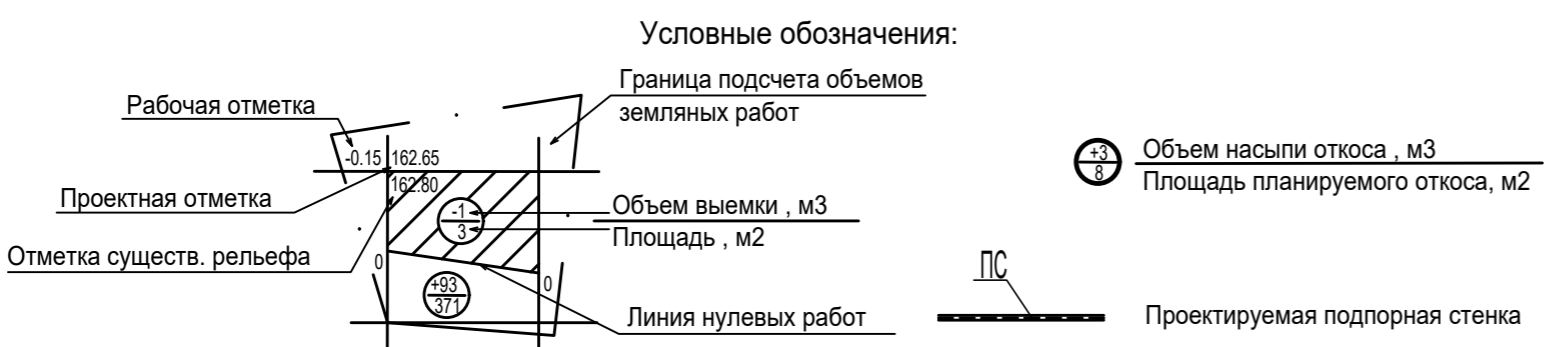 Условные обозначения:
Граница подсчета объемов
земляных работ
Рабочая отметка
-0.15 162.65
162.80
Проектная отметка
Отметка существ. рельефа
-1
3
Объем выемки , м3
Площадь , м2
0
0
+93
371
Линия нулевых работ
+3
8
Объем насыпи откоса , м3
Площадь планируемого откоса, м2
ПС
Проектируемая подпорная стенка